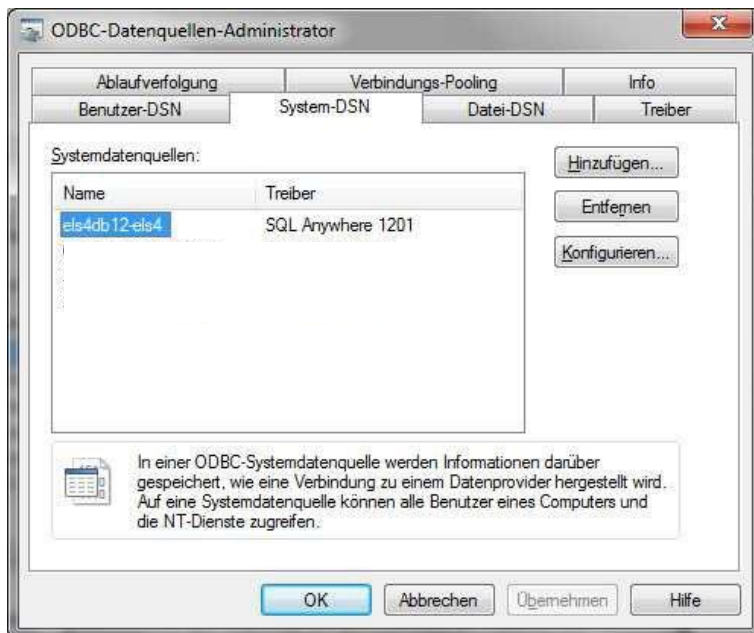 ODBC-Datenquellen-Administrator
Ablaufverfolgung Verbindungs-Pooling Info
Benutzer-DSN System-DSN Datei-DSN Treiber
Systemdatenquellen:
Hinzufügen...
Name Treiber
els4db12-els4 SQL Anywhere 1201
Entfernen
Konfigurieren...
In einer ODBC-Systemdatenquelle werden Informationen darüber
gespeichert, wie eine Verbindung zu einem Datenprovider hergestellt wird.
Auf eine Systemdatenquelle können alle Benutzer eines Computers und
die NT-Dienste zugreifen.
OK Abbrechen Übernehmen Hilfe